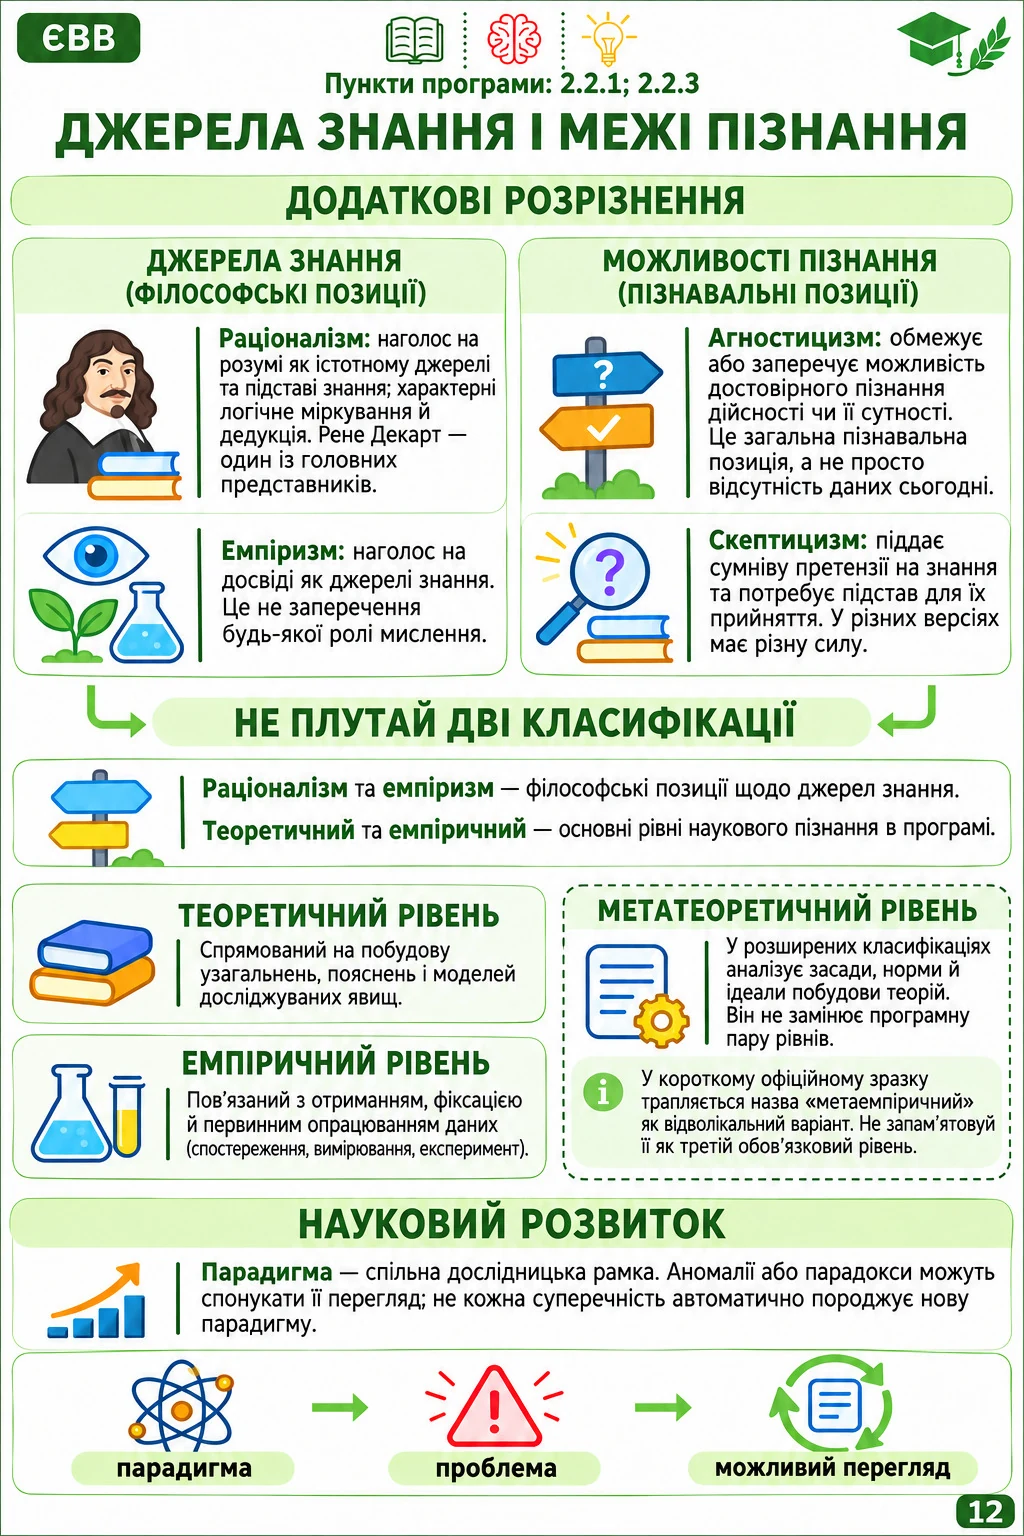 ЄВВ
Пункти програми: 2.2.1; 2.2.3
ДЖЕРЕЛА ЗНАННЯ І МЕЖІ ПІЗНАННЯ
ДОДАТКОВІ РОЗРІЗНЕННЯ
ДЖЕРЕЛА ЗНАННЯ
(ФІЛОСОФСЬКІ ПОЗИЦІЇ)
Раціоналізм: наголос на
розумі як істотному джерелі
та підставі знання; характерні
логічне міркування й
дедукція. Рене Декарт —
один із головних
представників.
Емпіризм: наголос на
досвіді як джерелі знання.
Це не заперечення
будь-якої ролі мислення.
МОЖЛИВОСТІ ПІЗНАННЯ
(ПІЗНАВАЛЬНІ ПОЗИЦІЇ)
?
Агностицизм: обмежує
або заперечує можливість
достовірного пізнання
дійсності чи її сутності.
Це загальна пізнавальна
позиція, а не просто
відсутність даних сьогодні.
?
Скептицизм: піддає
сумніву претензії на знання
та потребує підстав для їх
прийняття. У різних версіях
має різну силу.
НЕ ПЛУТАЙ ДВІ КЛАСИФІКАЦІЇ
Раціоналізм та емпіризм — філософські позиції щодо джерел знання.
Теоретичний та емпіричний — основні рівні наукового пізнання в програмі.
ТЕОРЕТИЧНИЙ РІВЕНЬ
Спрямований на побудову
узагальнень, пояснень і моделей
досліджуваних явищ.
ЕМПІРИЧНИЙ РІВЕНЬ
Пов’язаний з отриманням, фіксацією
й первинним опрацюванням даних
(спостереження, вимірювання, експеримент).
МЕТАТЕОРЕТИЧНИЙ РІВЕНЬ
У розширених класифікаціях
аналізує засади, норми й
ідеали побудови теорій.
Він не замінює програмну
пару рівнів.
i
У короткому офіційному зразку
трапляється назва «метаемпіричний»
як відволікальний варіант. Не запам’ятовуй
її як третій обов’язковий рівень.
НАУКОВИЙ РОЗВИТОК
Парадигма — спільна дослідницька рамка. Аномалії або парадокси можуть
спонукати її перегляд; не кожна суперечність автоматично породжує нову
парадигму.
!
парадигма
проблема
можливий перегляд
12